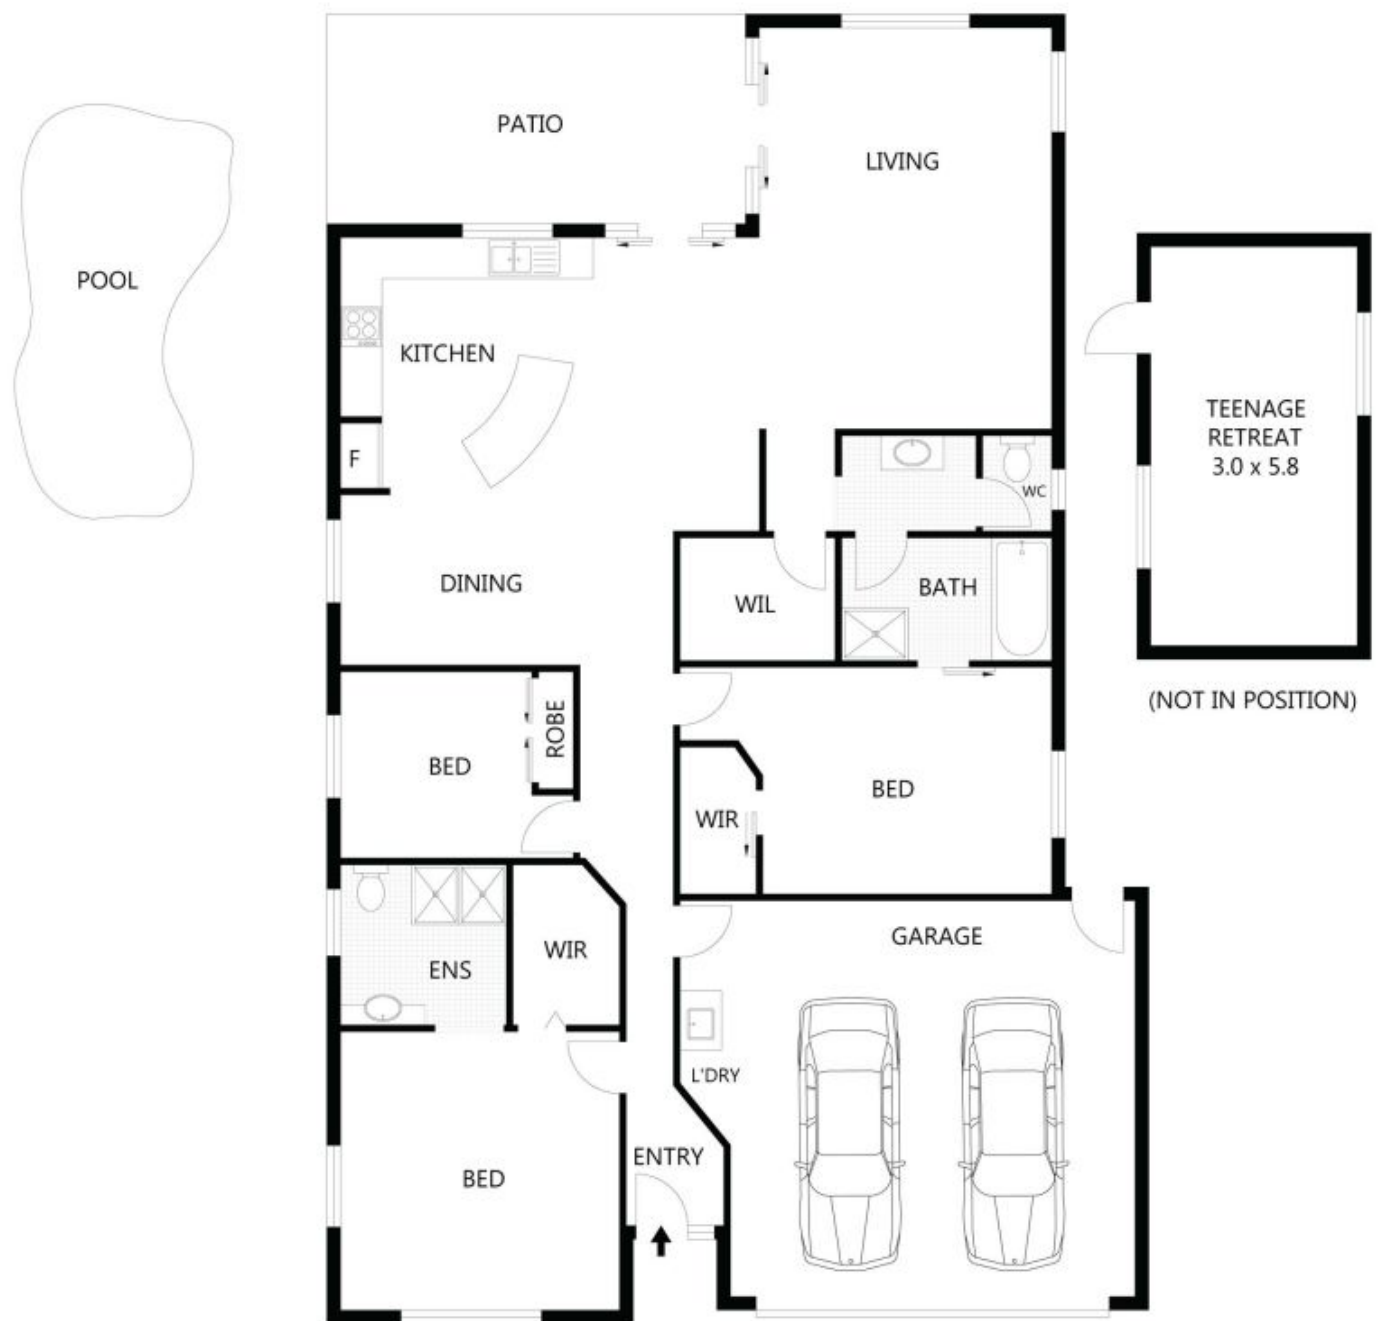 PATIO
LIVING
POOL
KITCHEN
TEENAGE
RETREAT
3.0 x 5.8
F
WC
DINING
BATH
WIL
(NOT IN POSITION)
ROBE
BED
BED
WIR
GARAGE
WIR
ENS
L'DRY
ENTRY
BED